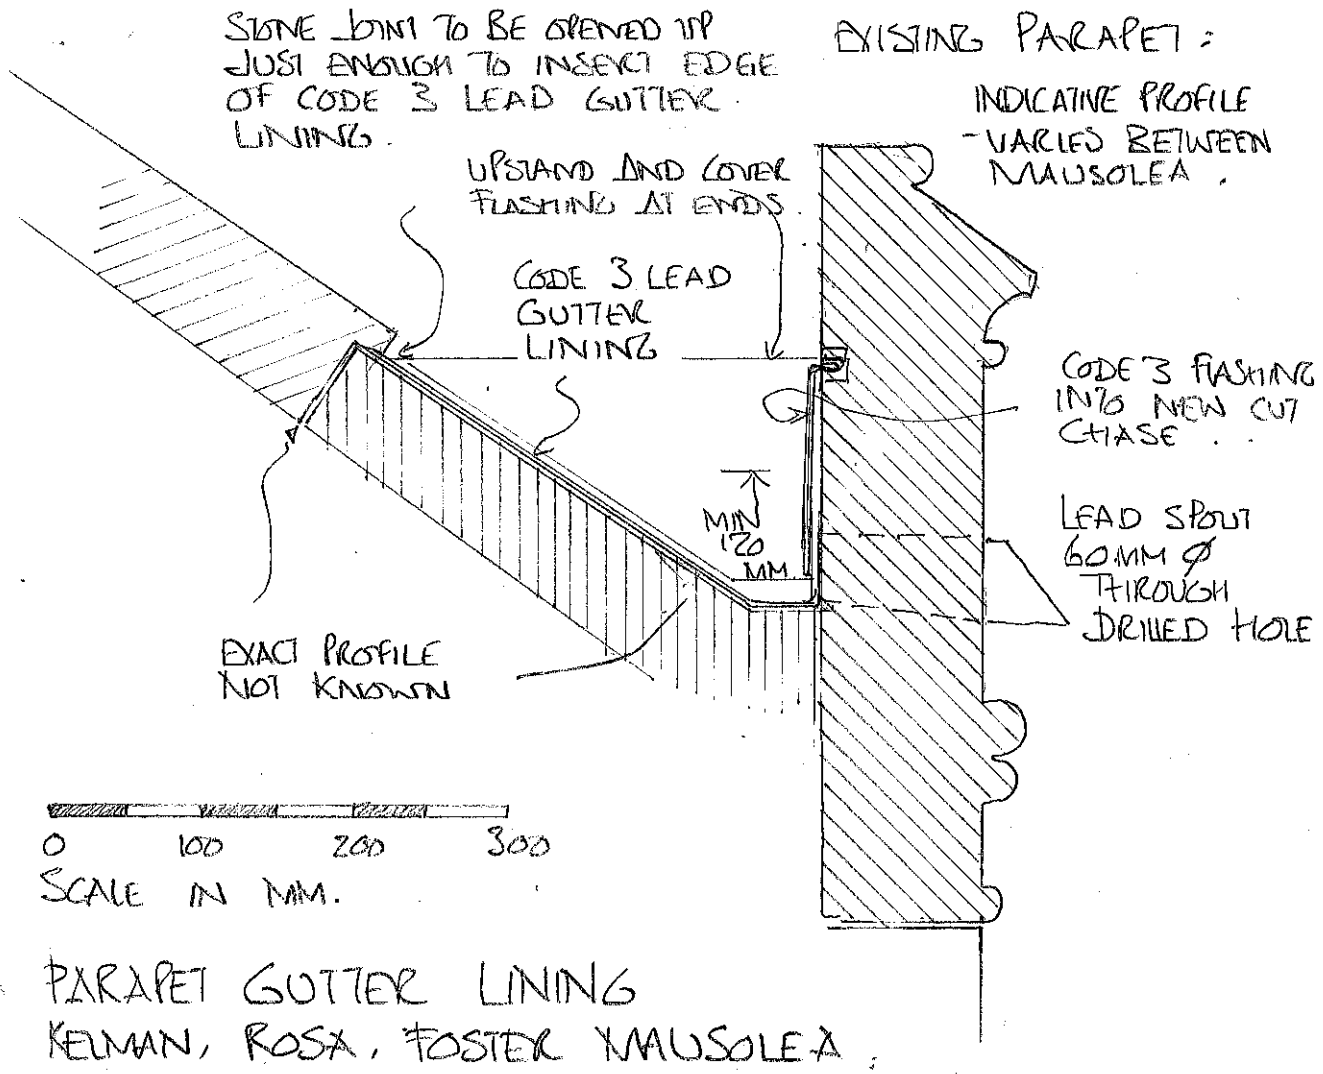 STONE JOINT TO BE OPENED UP
JUST ENOUGH TO INSERT EDGE
OF CODE 3 LEAD GUTTER
LINING.
EXISTING PARAPET:
INDICATIVE PROFILE
- VARIES BETWEEN
MAUSOLEA.
UPSTAND AND COVER
FLASHING AT ENDS.
CODE 3 LEAD
GUTTER
LINING
CODE 3 FLASHING
INTO NEW CUT
CHASE.
MIN
120
MM
LEAD SPOUT
60MM Ø
THROUGH
DRILLED HOLE
EXACT PROFILE
NOT KNOWN
0 100 200 300
SCALE IN MM.
PARAPET GUTTER LINING
KELMAN, ROSA, FOSTER MAUSOLEA.